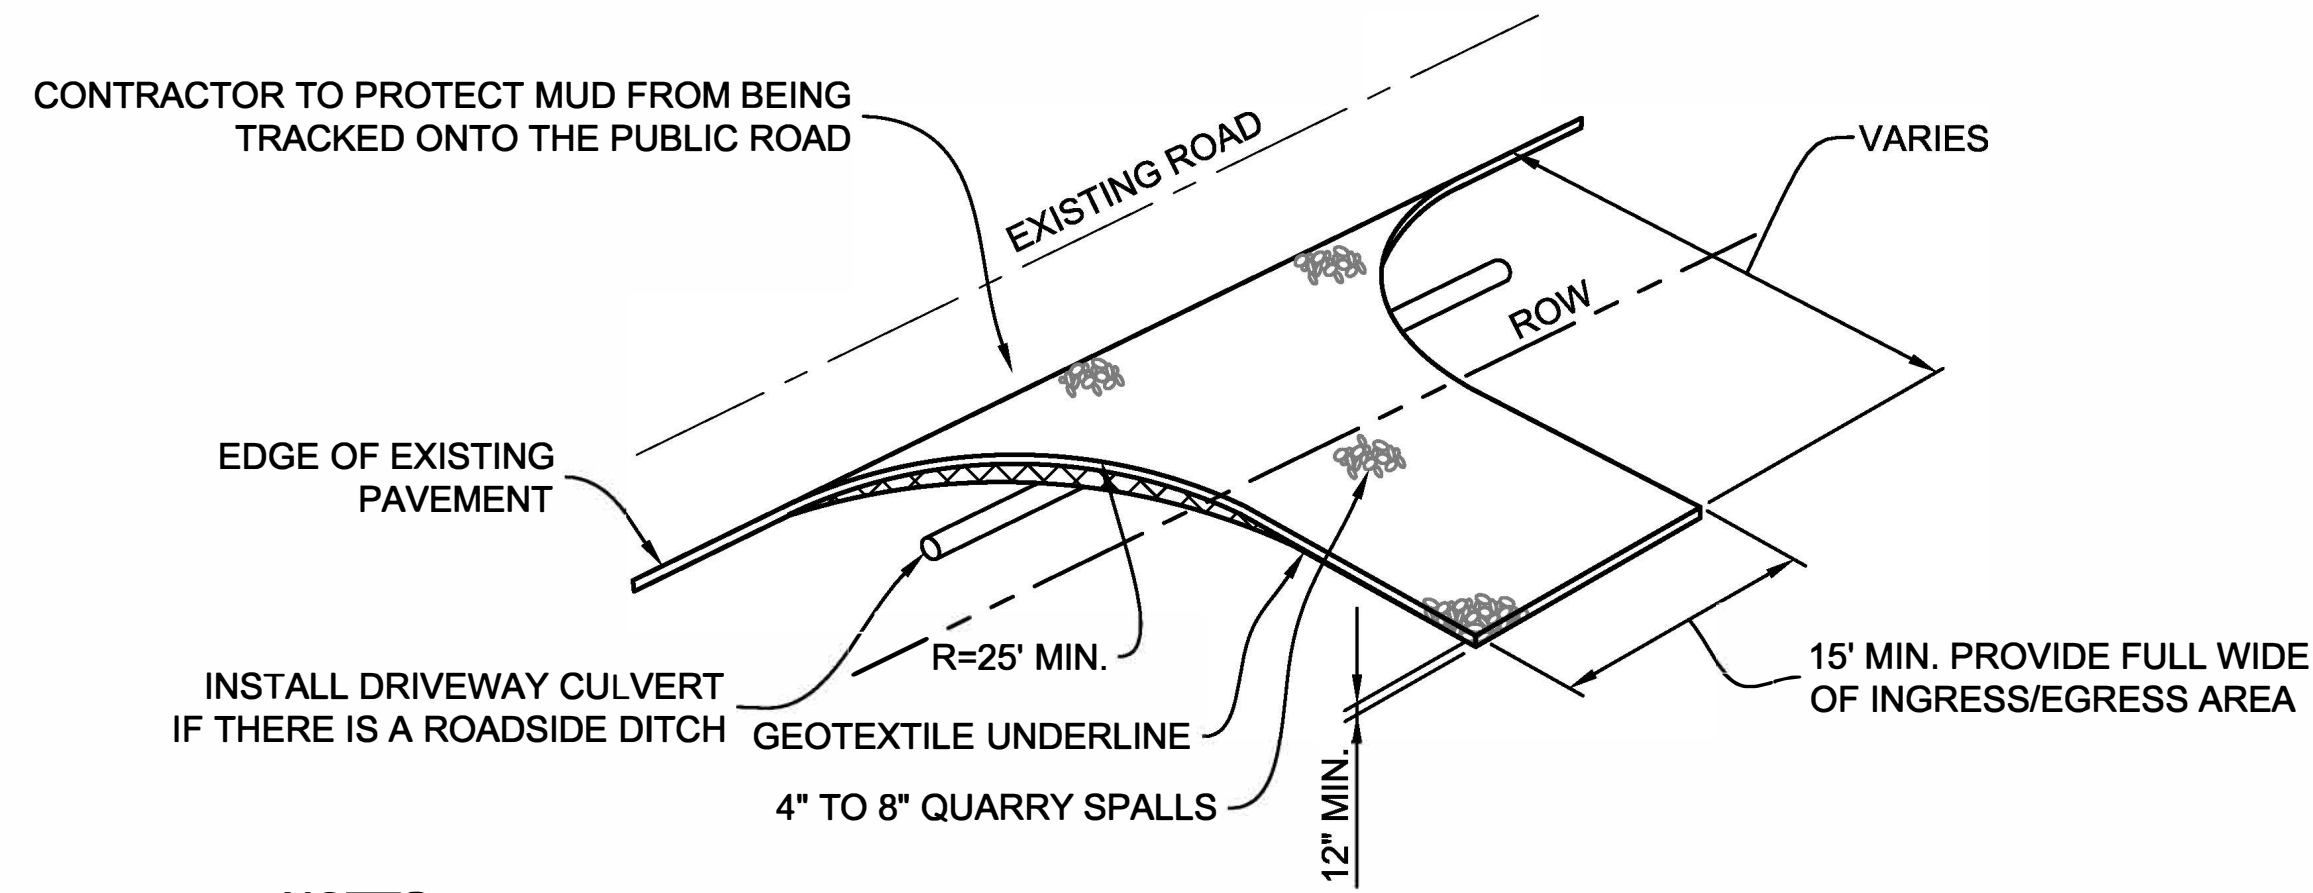 CONTRACTOR TO PROTECT MUD FROM BEING
TRACKED ONTO THE PUBLIC ROAD
EXISTING ROAD
VARIES
ROW
EDGE OF EXISTING
PAVEMENT
R=25' MIN.
INSTALL DRIVEWAY CULVERT
IF THERE IS A ROADSIDE DITCH
GEOTEXTILE UNDERLINE
4" TO 8" QUARRY SPALLS
12" MIN.
15' MIN. PROVIDE FULL WIDE
OF INGRESS/EGRESS AREA